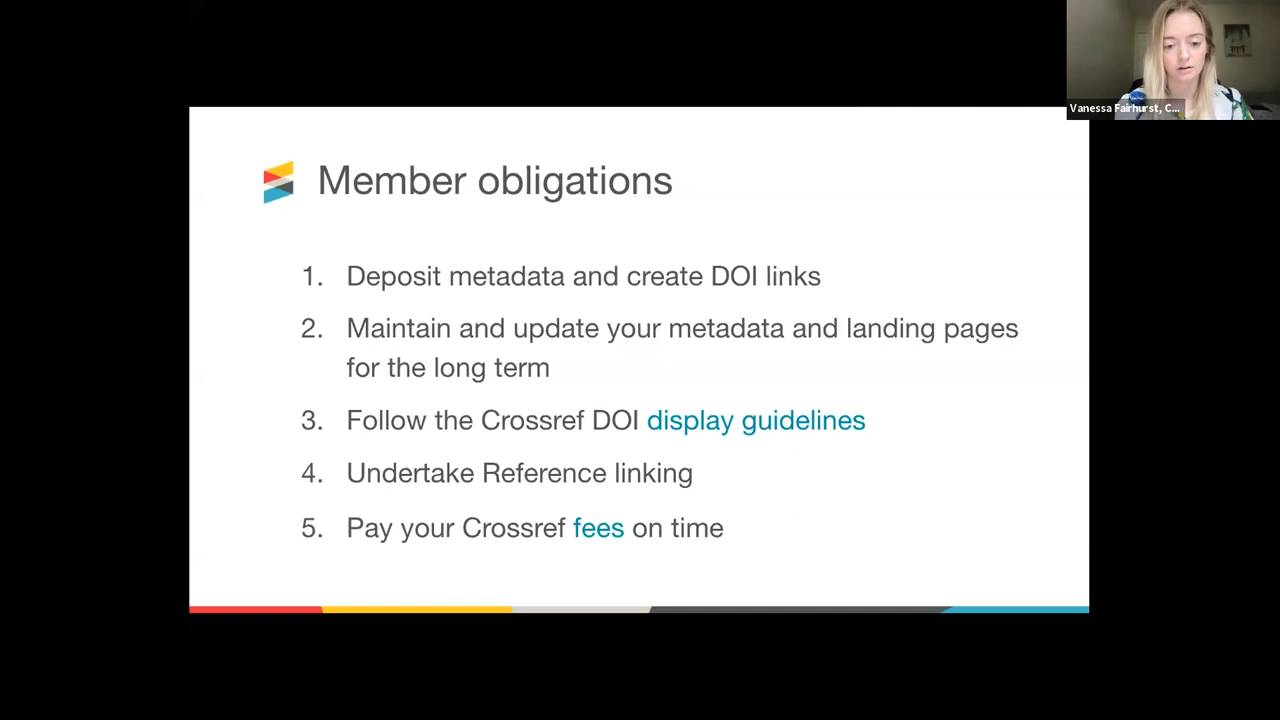 Vanessa Fairhurst, C...
Member obligations
1. Deposit metadata and create DOI links
2. Maintain and update your metadata and landing pages
for the long term
3. Follow the Crossref DOI display guidelines
4. Undertake Reference linking
5. Pay your Crossref fees on time